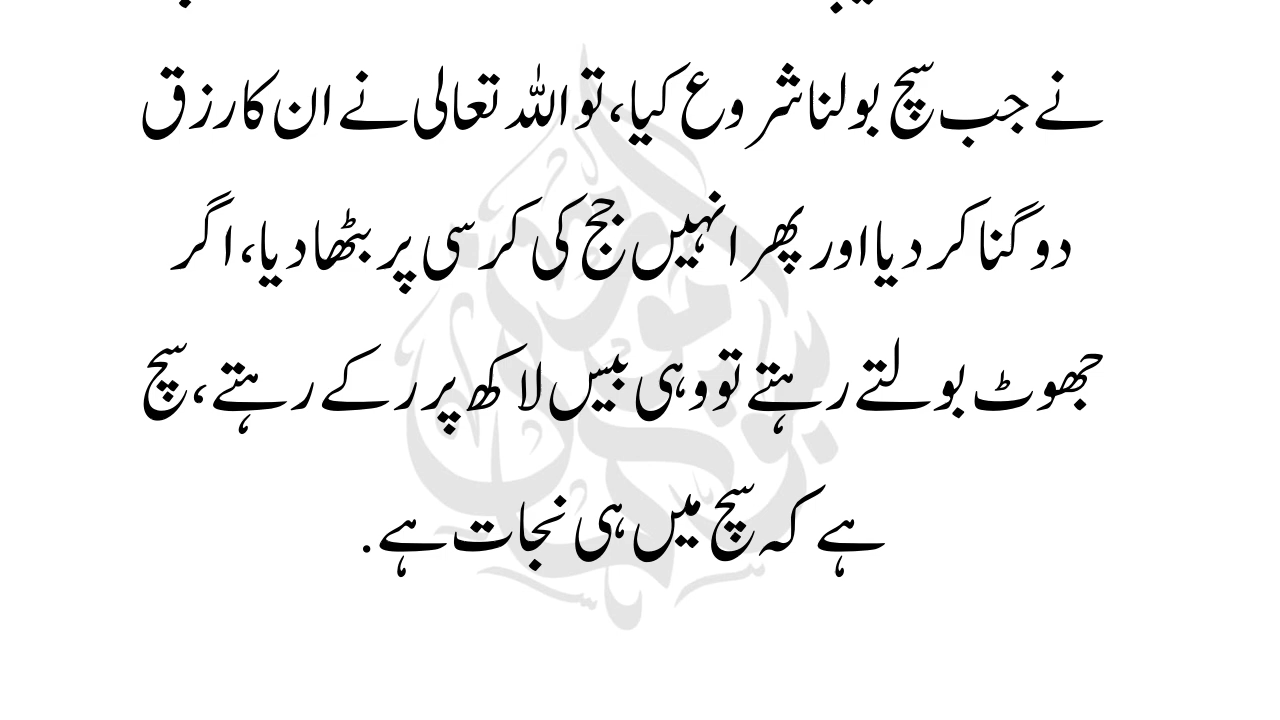 نے جب سچ بولنا شروع کیا، تو اللہ تعالی نے ان کا رزق
دو گنا کر دیا اور پھر انہیں جج کی کرسی پر بٹھا دیا، اگر
جھوٹ بولتے رہتے تو وہی بیس لاکھ پر رکے رہتے، سچ
ہے کہ سچ میں ہی نجات ہے.